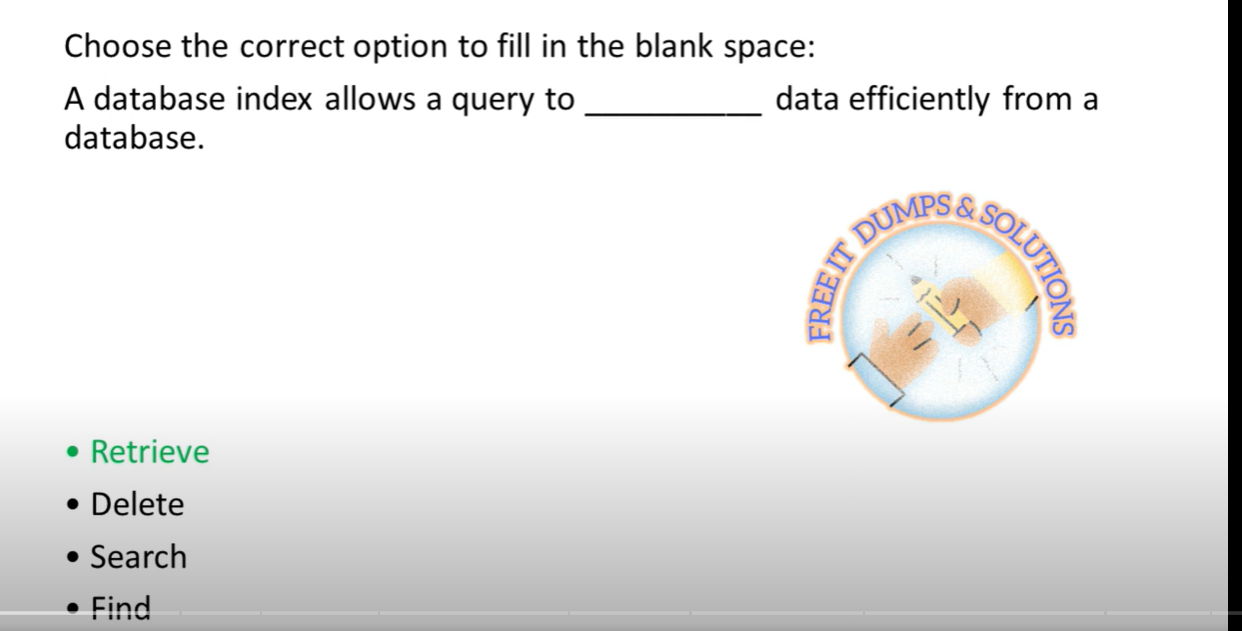 Choose the correct option to fill in the blank space:
A database index allows a query to __________ data efficiently from a
database.
FREE IT DUMPS & SOLUTIONS
• Retrieve
• Delete
• Search
• Find